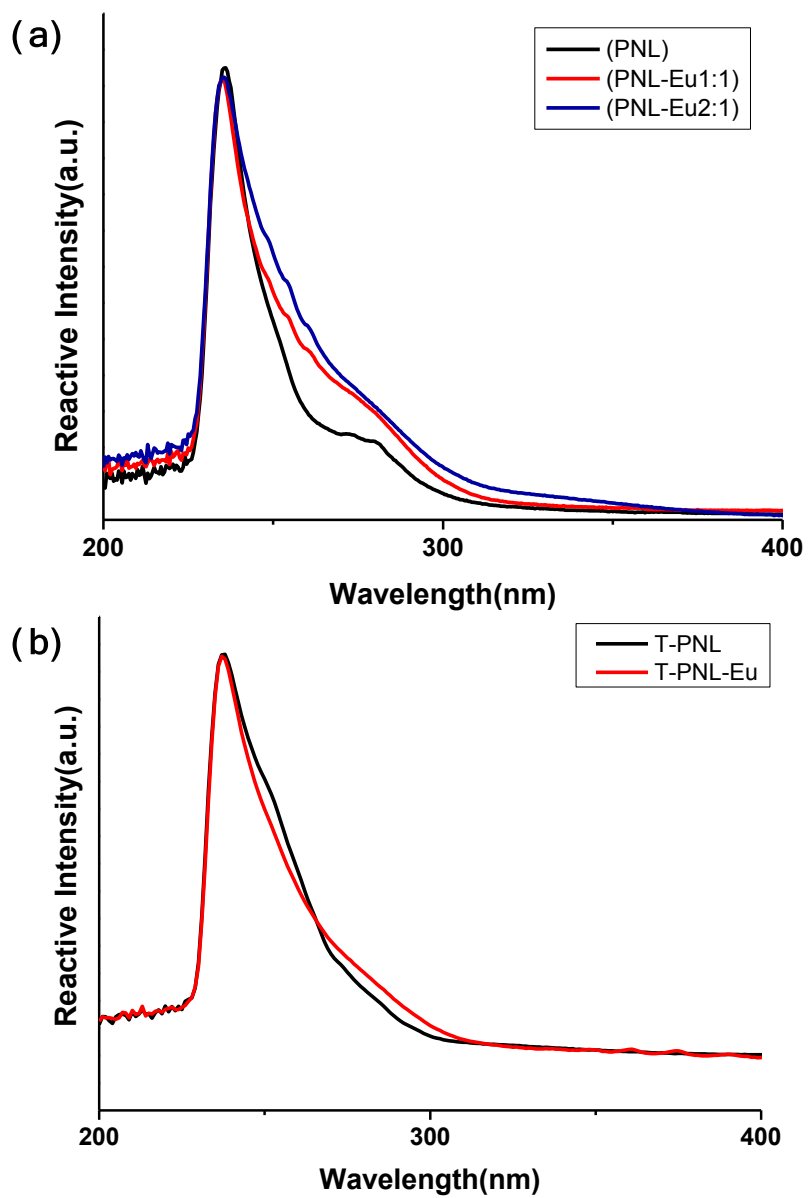 (a)
(PNL)
(PNL-Eu1:1)
(PNL-Eu2:1)
Reactive Intensity(a.u.)
200
300
400
Wavelength(nm)
(b)
T-PNL
T-PNL-Eu
Reactive Intensity(a.u.)
200
300
400
Wavelength(nm)